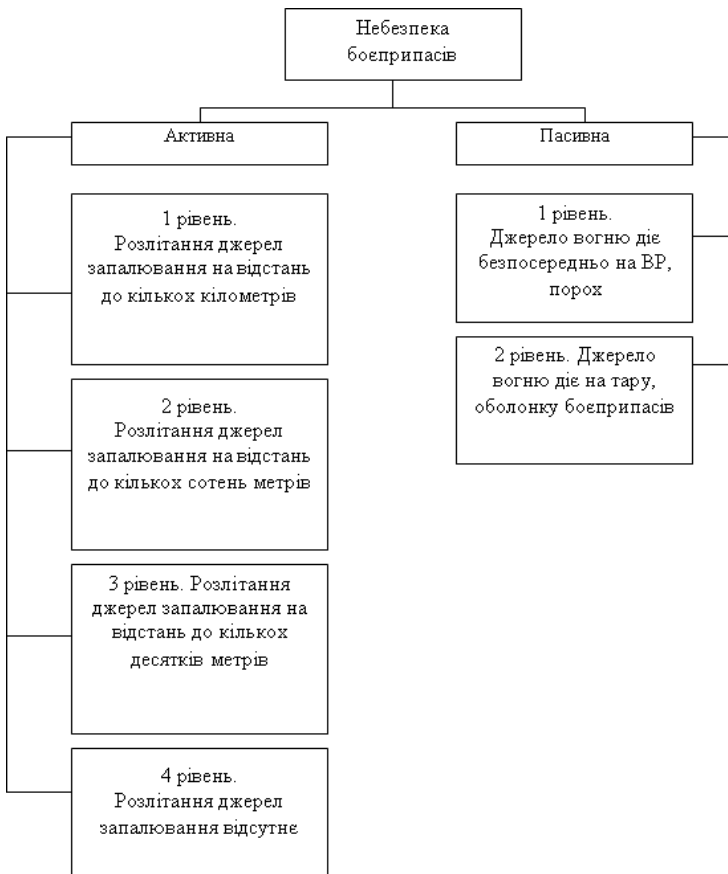 Небезпека
боєприпасів
Активна
Пасивна
1 рівень.
Розлітання джерел
запалювання на відстань
до кількох кілометрів
2 рівень.
Розлітання джерел
запалювання на відстань
до кількох сотень метрів
3 рівень. Розлітання
джерел запалювання на
відстань до кількох
десятків метрів
4 рівень.
Розлітання джерел
запалювання відсутнє
1 рівень.
Джерело вогню діє
безпосередньо на ВР,
порох
2 рівень. Джерело
вогню діє на тару,
оболонку боєприпасів